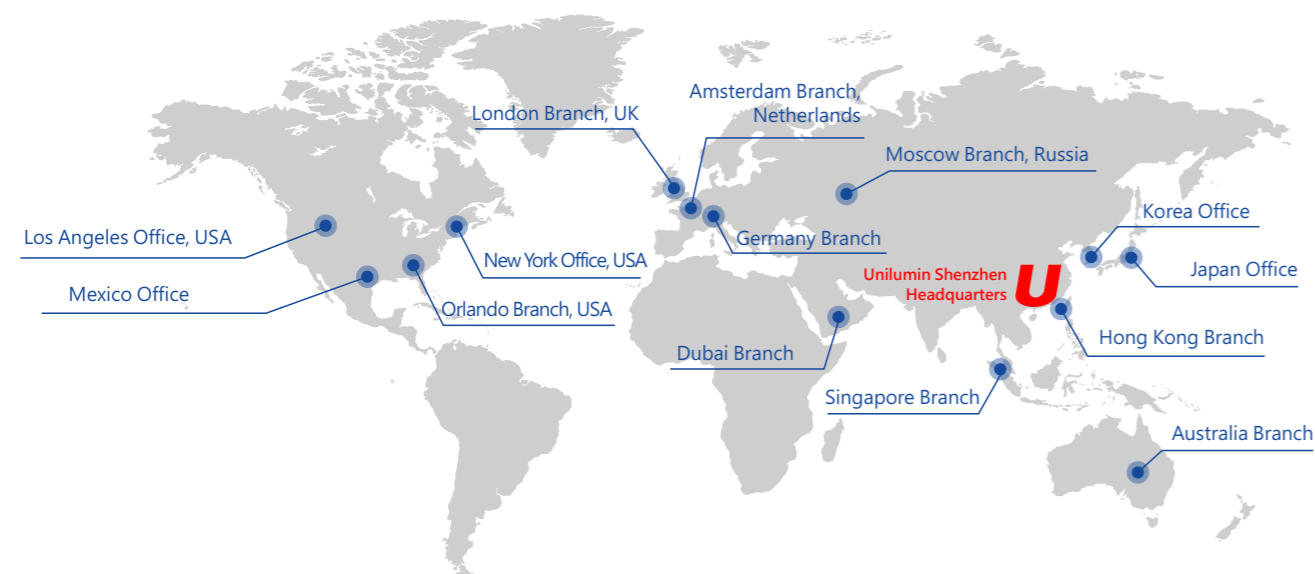 Amsterdam Branch,
Netherlands
London Branch, UK
Moscow Branch, Russia
Korea Office
Los Angeles Office, USA
Germany Branch
New York Office, USA
Japan Office
Unilumin Shenzhen
Headquarters
U
Mexico Office
Orlando Branch, USA
Hong Kong Branch
Dubai Branch
Singapore Branch
Australia Branch